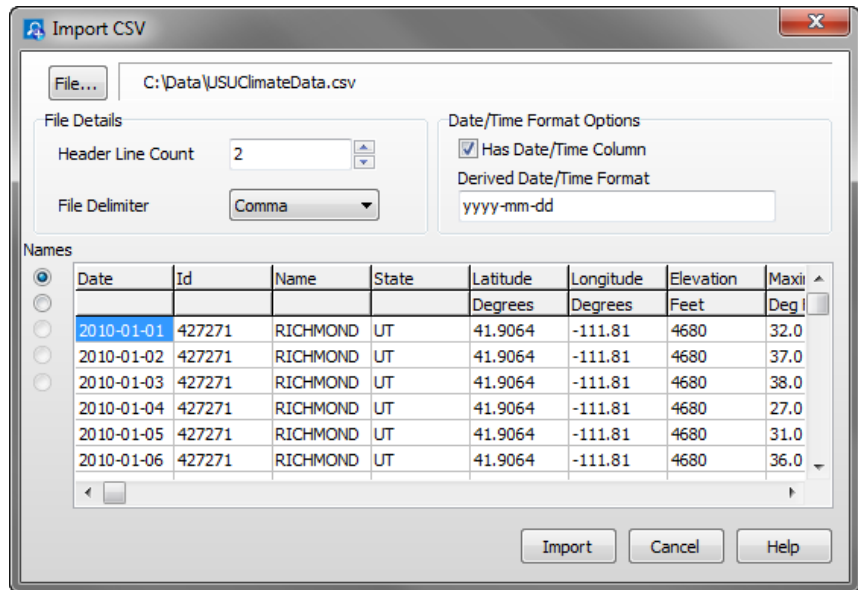 Import CSV
File... C:\Data\USUClimateData.csv
File Details
Header Line Count 2
File Delimiter Comma
Date/Time Format Options
Has Date/Time Column
Derived Date/Time Format
yyyy-mm-dd
Names
Date Id Name State Latitude Longitude Elevation Maxi
Degrees Degrees Feet Deg
2010-01-01 427271 RICHMOND UT 41.9064 -111.81 4680 32.0
2010-01-02 427271 RICHMOND UT 41.9064 -111.81 4680 37.0
2010-01-03 427271 RICHMOND UT 41.9064 -111.81 4680 38.0
2010-01-04 427271 RICHMOND UT 41.9064 -111.81 4680 27.0
2010-01-05 427271 RICHMOND UT 41.9064 -111.81 4680 31.0
2010-01-06 427271 RICHMOND UT 41.9064 -111.81 4680 36.0
Import Cancel Help